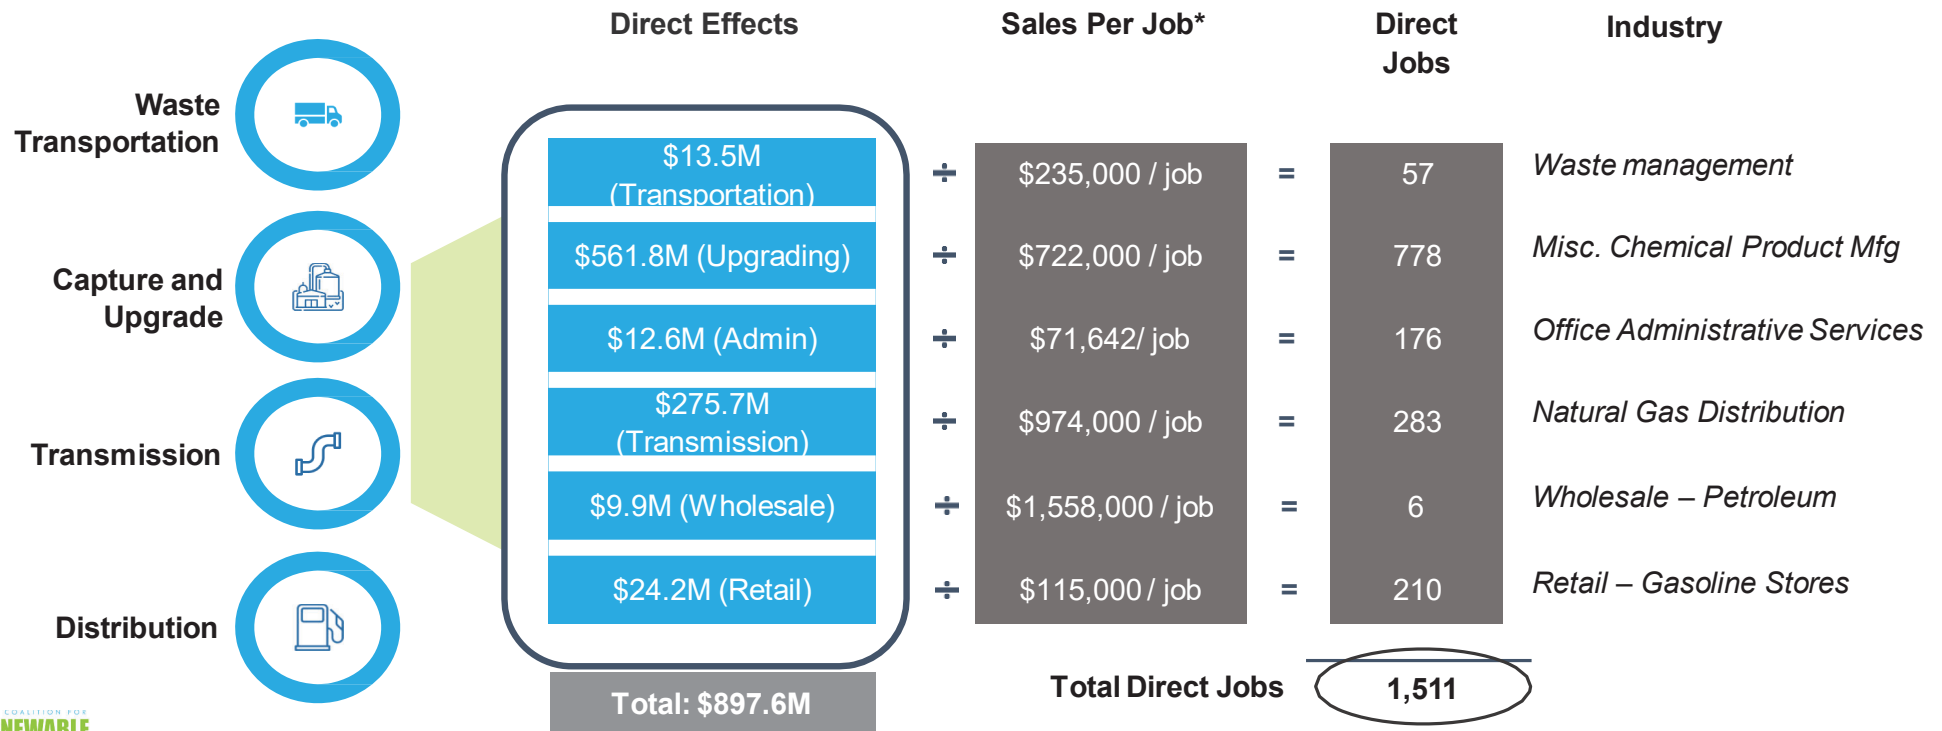 Direct Effects
Sales Per Job*
Direct
Jobs
Industry
Waste
Transportation
$13.5M
(Transportation)
÷
$235,000 / job
=
57
Waste management
Capture and
Upgrade
$561.8M (Upgrading)
÷
$722,000 / job
=
778
Misc. Chemical Product Mfg
$12.6M (Admin)
÷
$71,642/ job
=
176
Office Administrative Services
Transmission
$275.7M
(Transmission)
÷
$974,000 / job
=
283
Natural Gas Distribution
$9.9M (Wholesale)
÷
$1,558,000 / job
=
6
Wholesale – Petroleum
Distribution
$24.2M (Retail)
÷
$115,000 / job
=
210
Retail – Gasoline Stores
Total: $897.6M
Total Direct Jobs
1,511
COALITION FOR
NEWABLE